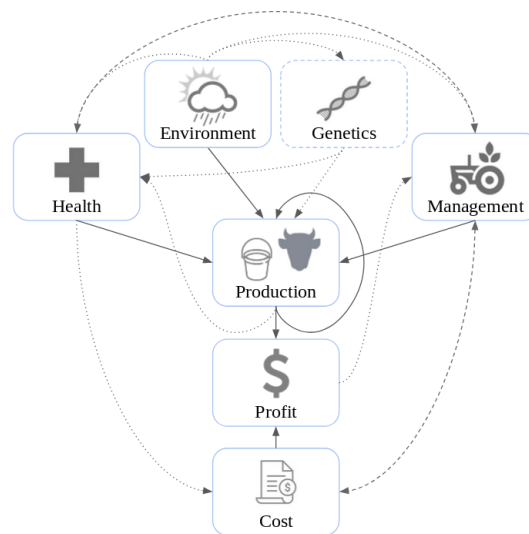 Environment
Genetics
Health
Management
Production
$
Profit
$
Cost